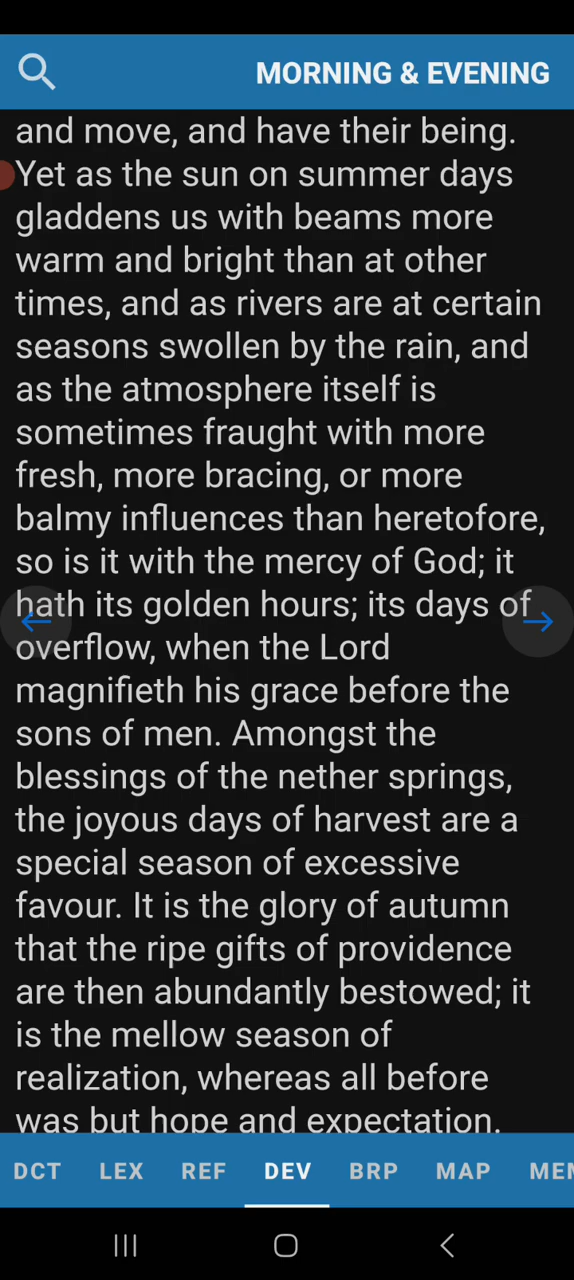 MORNING & EVENING
and move, and have their being.
Yet as the sun on summer days
gladdens us with beams more
warm and bright than at other
times, and as rivers are at certain
seasons swollen by the rain, and
as the atmosphere itself is
sometimes fraught with more
fresh, more bracing, or more
balmy influences than heretofore,
so is it with the mercy of God; it
hath its golden hours; its days of
overflow, when the Lord
magnifieth his grace before the
sons of men. Amongst the
blessings of the nether springs,
the joyous days of harvest are a
special season of excessive
favour. It is the glory of autumn
that the ripe gifts of providence
are then abundantly bestowed; it
is the mellow season of
realization, whereas all before
was but hope and expectation.
DCT LEX REF DEV BRP MAP